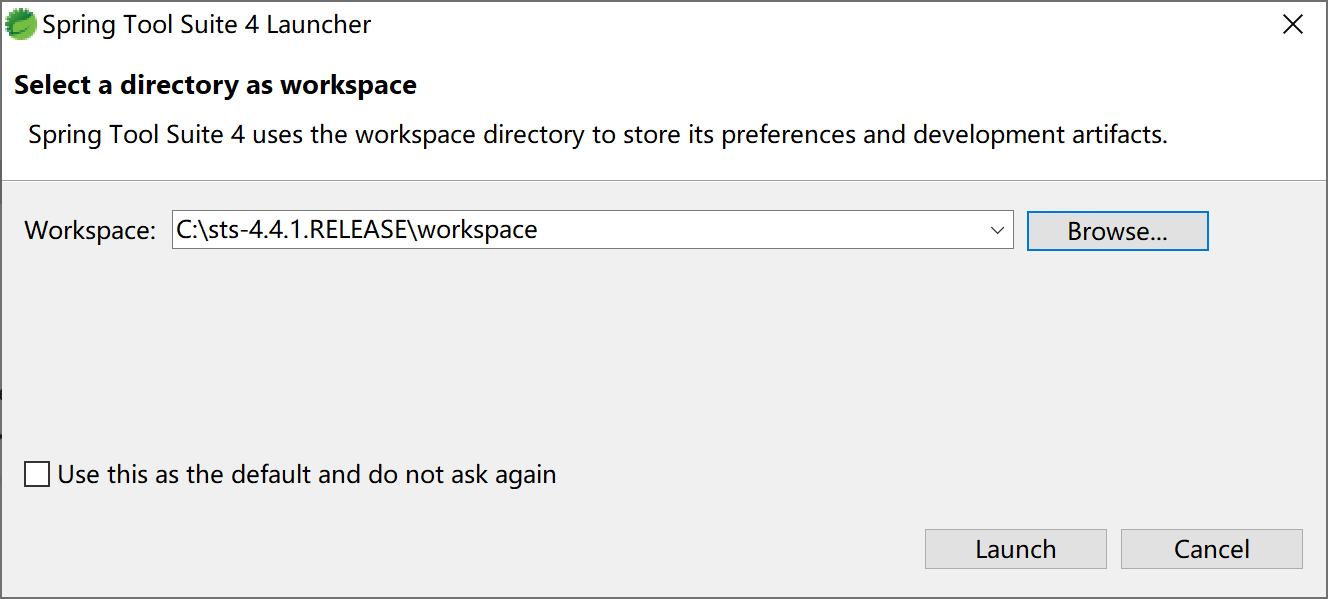 Spring Tool Suite 4 Launcher
Select a directory as workspace
Spring Tool Suite 4 uses the workspace directory to store its preferences and development artifacts.
Workspace: C:\sts-4.4.1.RELEASE\workspace Browse...
Use this as the default and do not ask again
Launch Cancel